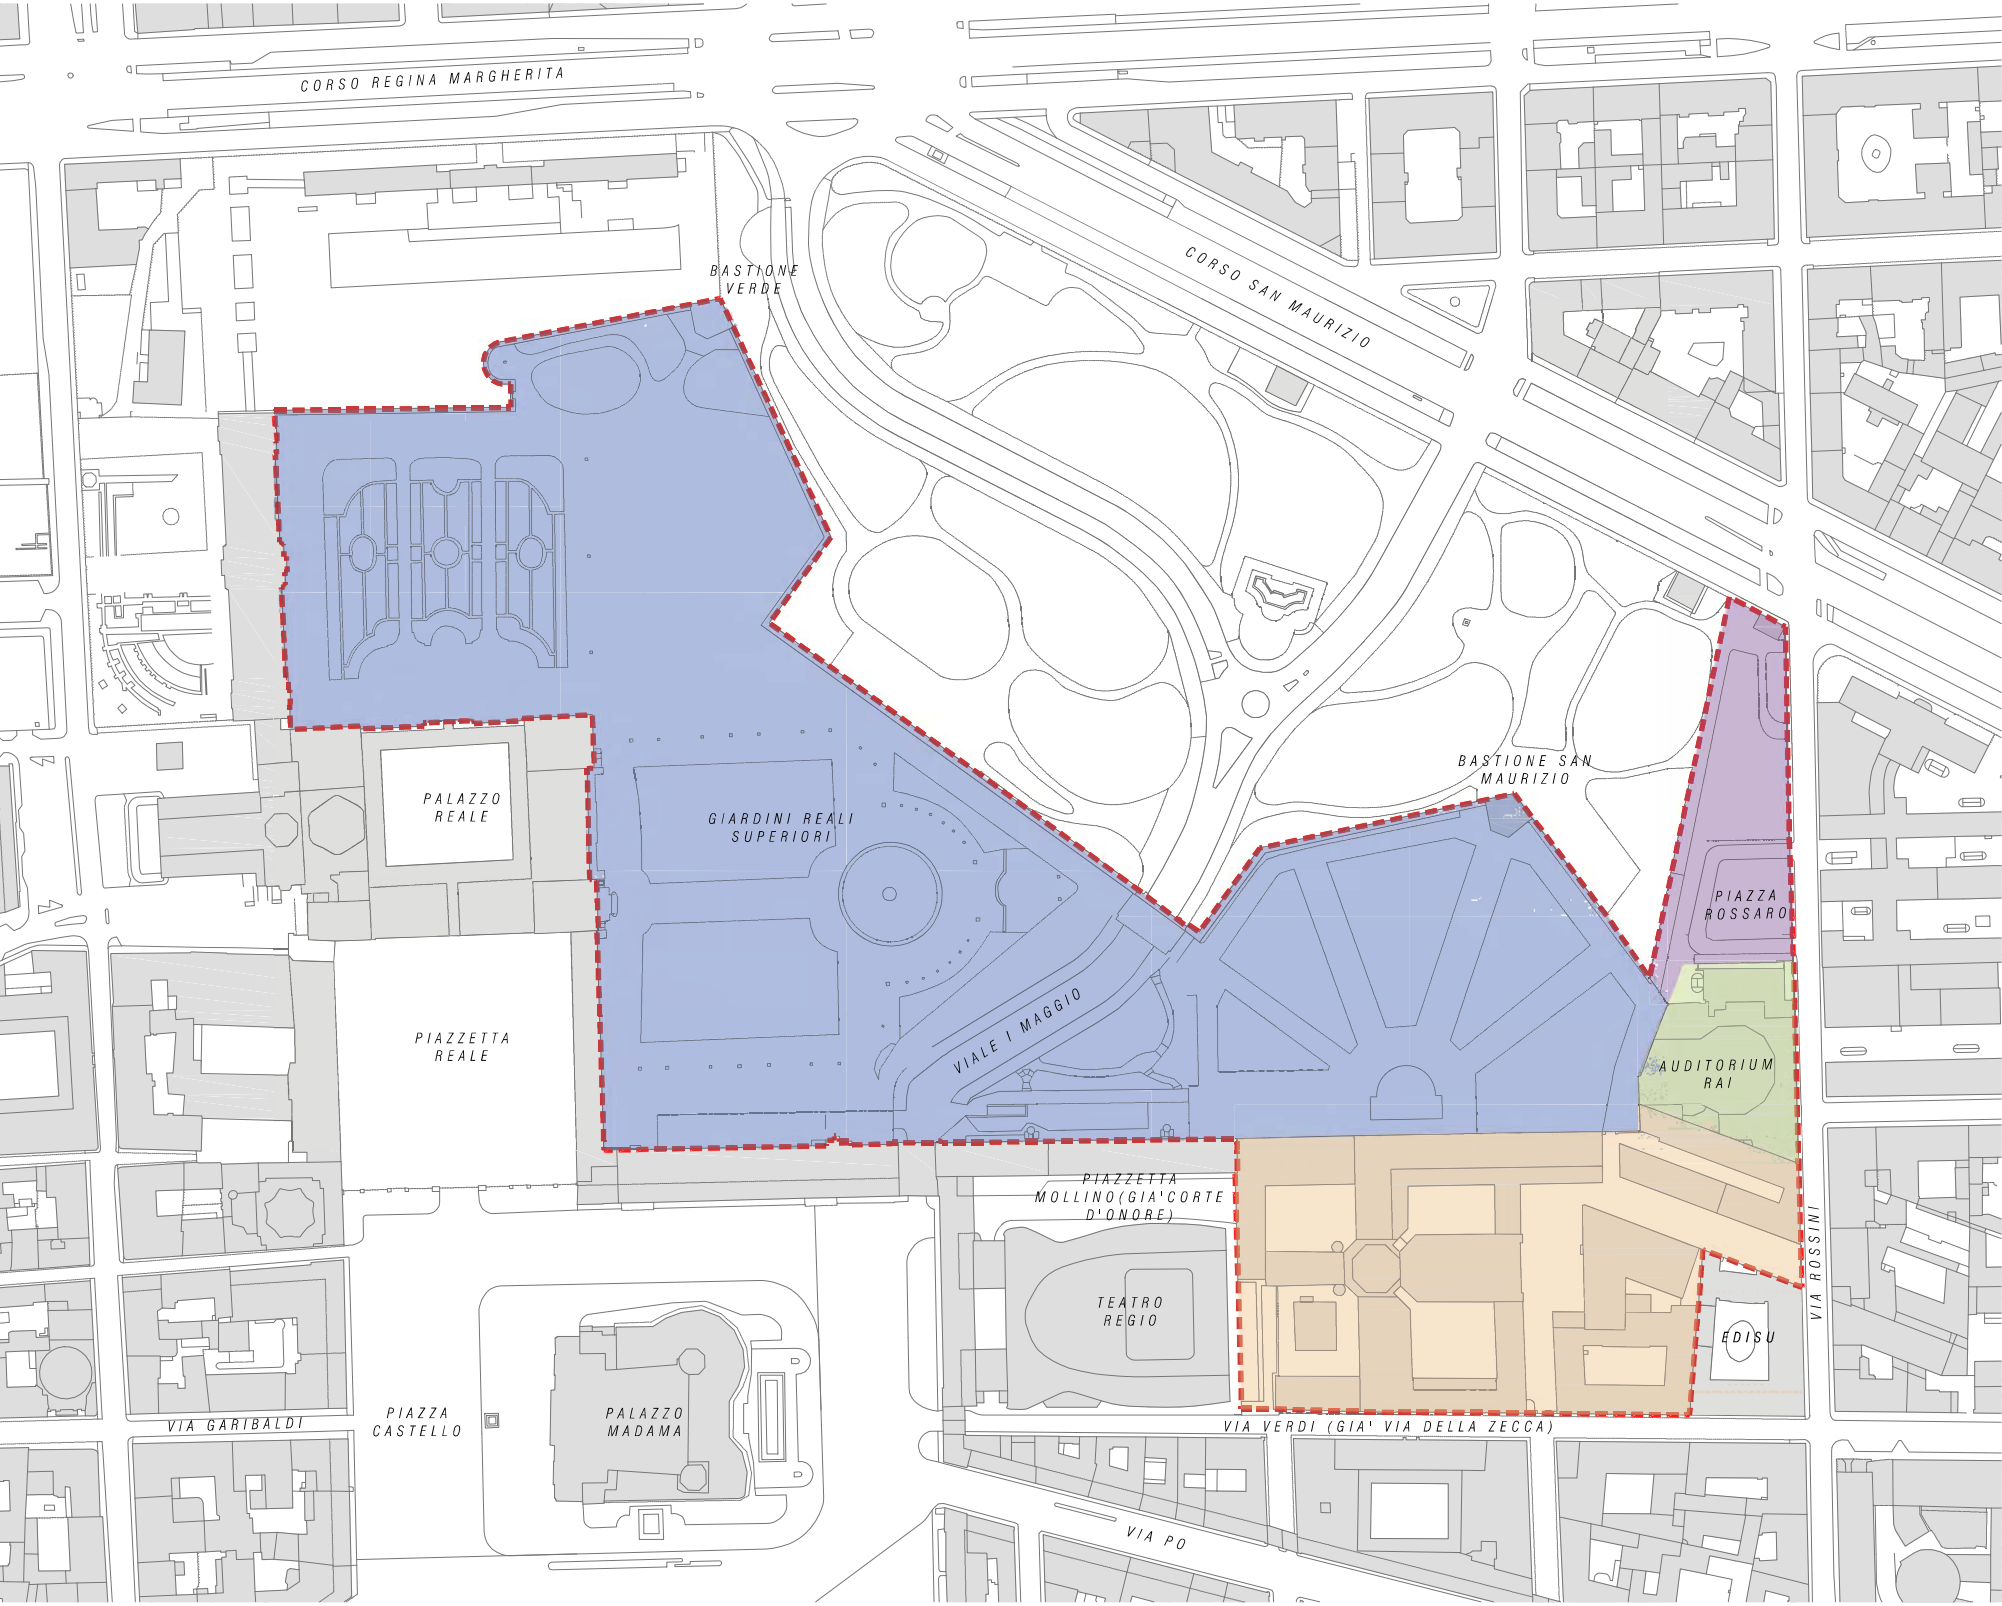 CORSO REGINA MARGHERITA
BASTIONE
VERDE
CORSO SAN MAURIZIO
BASTIONE SAN
MAURIZIO
PALAZZO
REALE
GIARDINI REALI
SUPERIORI
PIAZZA
ROSSARO
PIAZZETTA
REALE
VIALE I MAGGIO
AUDITORIUM
RAI
PIAZZETTA
MOLLINO(GIA'CORTE
D'ONORE)
VIA ROSSINI
TEATRO
REGIO
EDISU
VIA GARIBALDI
PIAZZA
CASTELLO
PALAZZO
MADAMA
VIA VERDI (GIA' VIA DELLA ZECCA)
VIA PO